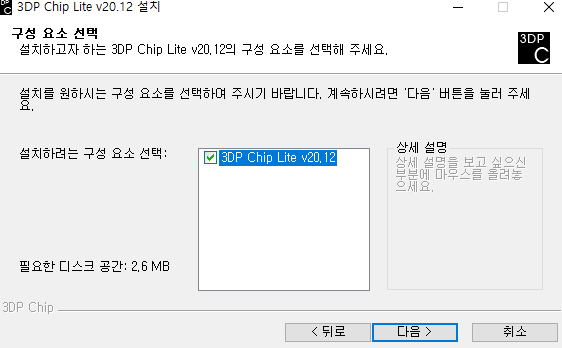 3DP Chip Lite v20.12 설치
구성 요소 선택
설치하고자 하는 3DP Chip Lite v20.12의 구성 요소를 선택해 주세요.
3DP
C
설치를 원하시는 구성 요소를 선택하여 주시기 바랍니다. 계속하시려면 '다음' 버튼을 눌러 주세
요.
설치하려는 구성 요소 선택:
3DP Chip Lite v20.12
상세 설명
상세 설명을 보고 싶으신
부분에 마우스를 올려놓
으세요.
필요한 디스크 공간: 2.6 MB
3DP Chip
< 뒤로
다음 >
취소